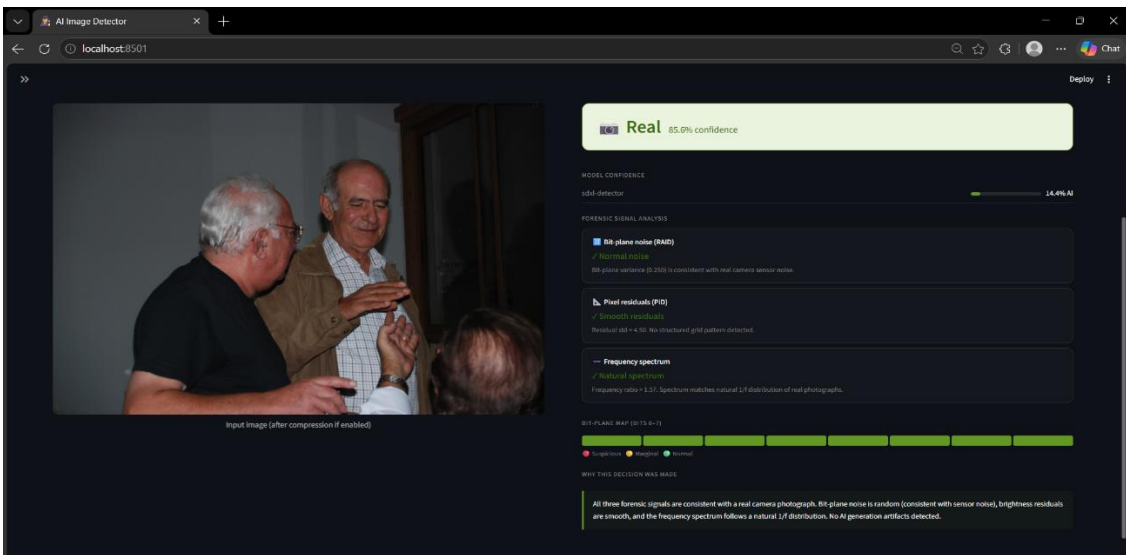 AI Image Detector
localhost:8501
Chat
Deploy
Real 85.6% confidence
MODEL CONFIDENCE
sdxl-detector 14.4% AI
FORENSIC SIGNAL ANALYSIS
Bit-plane noise (RAID)
✓ Normal noise
Bit-plane variance (0.250) is consistent with real camera sensor noise.
Pixel residuals (PID)
✓ Smooth residuals
Residual std = 4.50. No structured grid pattern detected.
Frequency spectrum
✓ Natural spectrum
Frequency ratio = 1.57. Spectrum matches natural 1/f distribution of real photographs.
Input image (after compression if enabled)
BIT-PLANE MAP (BITS 0–7)
Suspicious Marginal Normal
WHY THIS DECISION WAS MADE
All three forensic signals are consistent with a real camera photograph. Bit-plane noise is random (consistent with sensor noise), brightness residuals
are smooth, and the frequency spectrum follows a natural 1/f distribution. No AI generation artifacts detected.